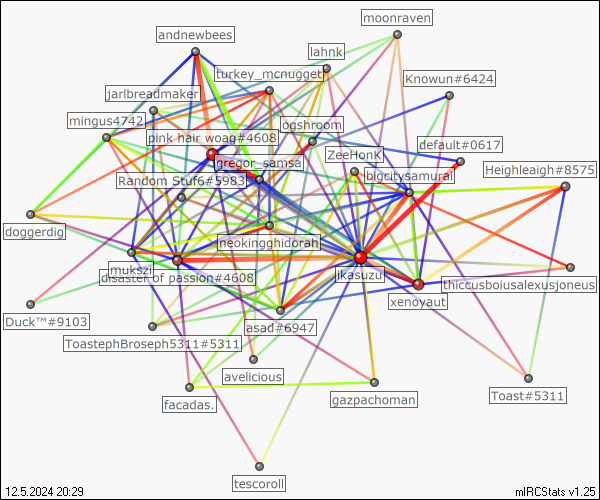 moonraven
andnewbees
lahnk
turkey_mcnugget
Knowun#6424
jarlbreadmaker
mingus4742
ogshroom
pink hair woag#4608
default#0617
ZeeHonK
gregor_samsa
Heighleaigh#8575
bigcitysamurai
Random Stuf6#5983
doggerdig
neokingghidorah
mukszil
jikasuzu
disaster of passion#4608
thiccusboiusalexusjoneus
xenoyaut
Duck™#9103
asad#6947
ToastephBroseph5311#5311
avelicious
Toast#5311
gazpachoman
facadas.
tescoroll
12.5.2024 20:29
mIRCStats v1.25